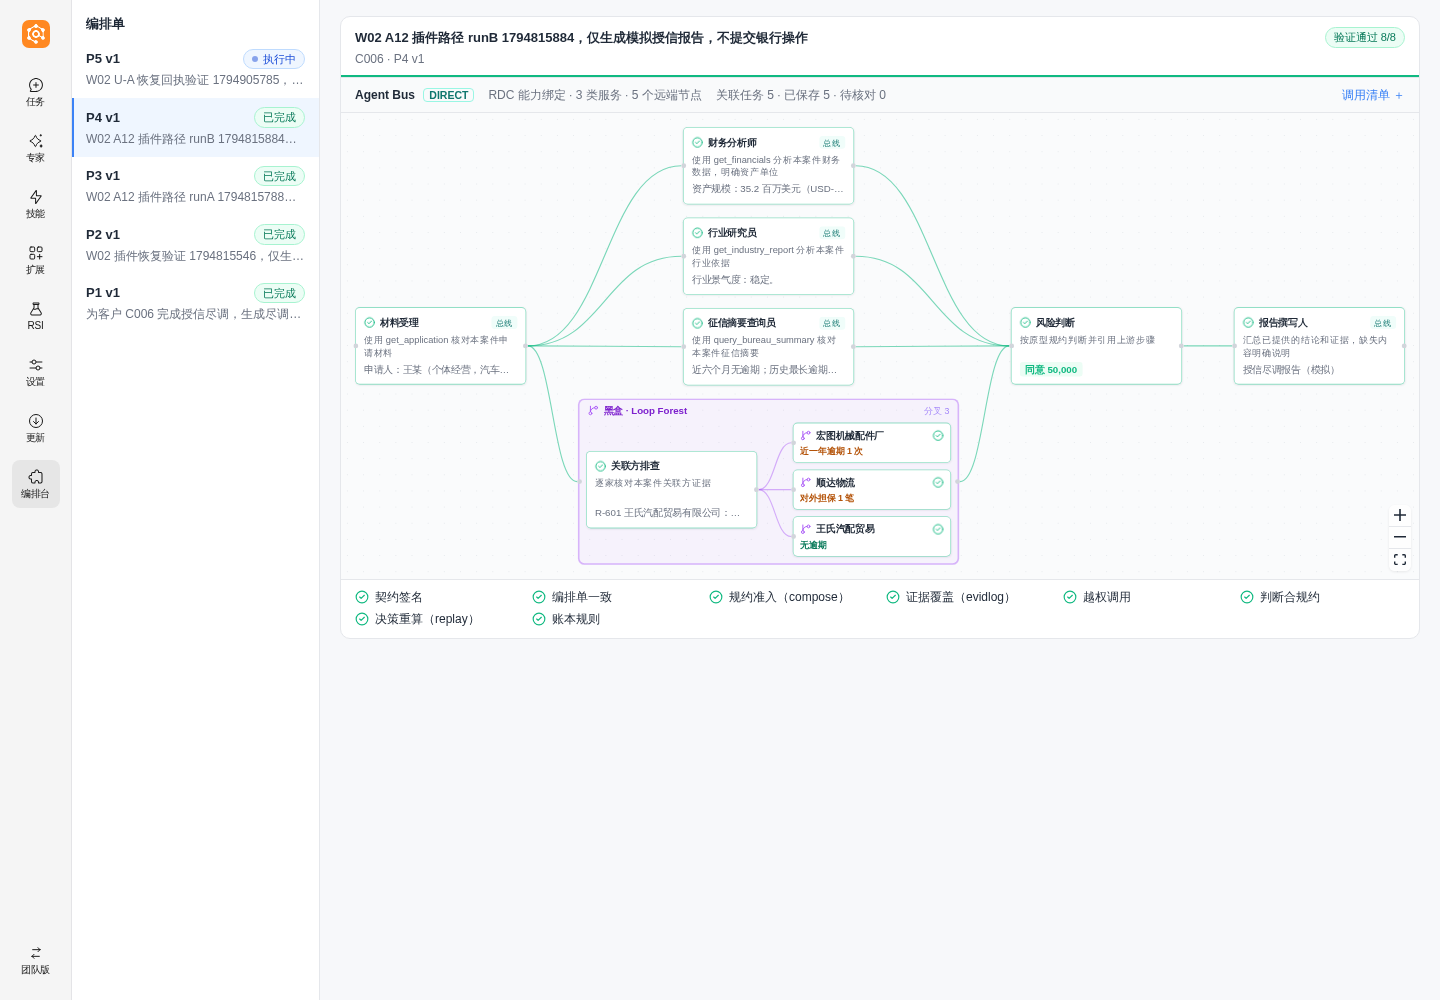 任务
专家
技能
扩展
RSI
设置
更新
编排台
团队版
编排单
P5 v1
执行中
W02 U-A 恢复回执验证 1794905785，…
P4 v1
已完成
W02 A12 插件路径 runB 1794815884…
P3 v1
已完成
W02 A12 插件路径 runA 1794815788…
P2 v1
已完成
W02 插件恢复验证 1794815546，仅生…
P1 v1
已完成
为客户 C006 完成授信尽调，生成尽调…
W02 A12 插件路径 runB 1794815884，仅生成模拟授信报告，不提交银行操作
验证通过 8/8
C006 · P4 v1
Agent Bus DIRECT RDC 能力绑定 · 3 类服务 · 5 个远端节点 关联任务 5 · 已保存 5 · 待核对 0
调用清单 ＋
财务分析师
总线
使用 get_financials 分析本案件财务
数据，明确资产单位
资产规模：35.2 百万美元（USD-…
行业研究员
总线
使用 get_industry_report 分析本案件
行业依据
行业景气度：稳定。
材料受理
总线
使用 get_application 核对本案件申
请材料
申请人：王某（个体经营，汽车…
征信摘要查询员
总线
使用 query_bureau_summary 核对
本案件征信摘要
近六个月无逾期；历史最长逾期…
风险判断
按原型规约判断并引用上游步骤
同意 50,000
报告撰写人
总线
汇总已提供的结论和证据，缺失内
容明确说明
授信尽调报告（模拟）
黑盒 · Loop Forest
分叉 3
关联方排查
逐家核对本案件关联方证据
R-601 王氏汽配贸易有限公司：…
宏图机械配件厂
近一年逾期 1 次
顺达物流
对外担保 1 笔
王氏汽配贸易
无逾期
契约签名
编排单一致
规约准入（compose）
证据覆盖（evidlog）
越权调用
判断合规约
决策重算（replay）
账本规则